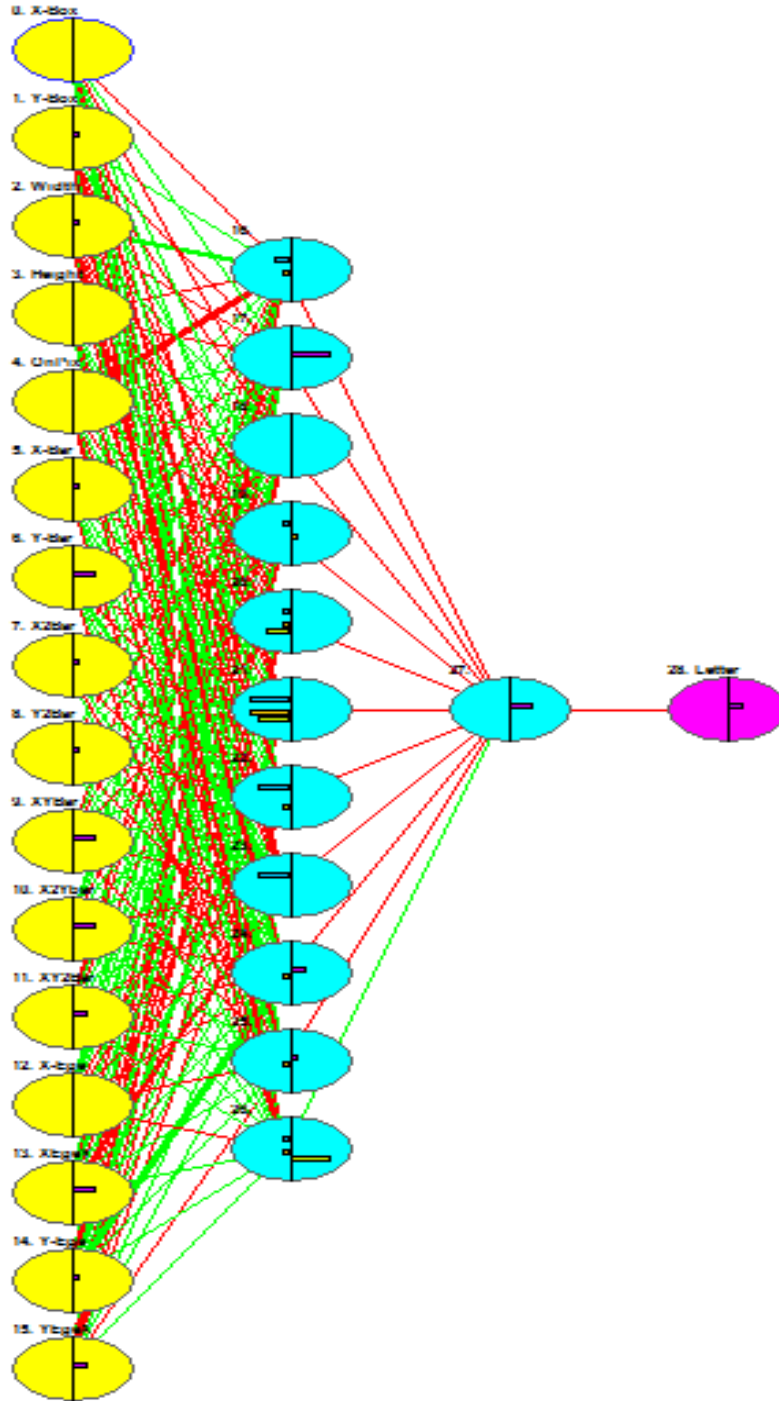 0. X-Box
1. Y-Box
2. Width
3. Height
4. OnPix
5. X-Bar
6. Y-Bar
7. X2Bar
8. Y2Bar
9. XYBar
10. X2Ybar
11. XY2Bar
12. X-Ege
13. XEgeY
14. Y-Ege
15. YEgeX
16.
17.
18.
19.
20.
21.
22.
23.
24.
25.
26.
27.
28. Letter